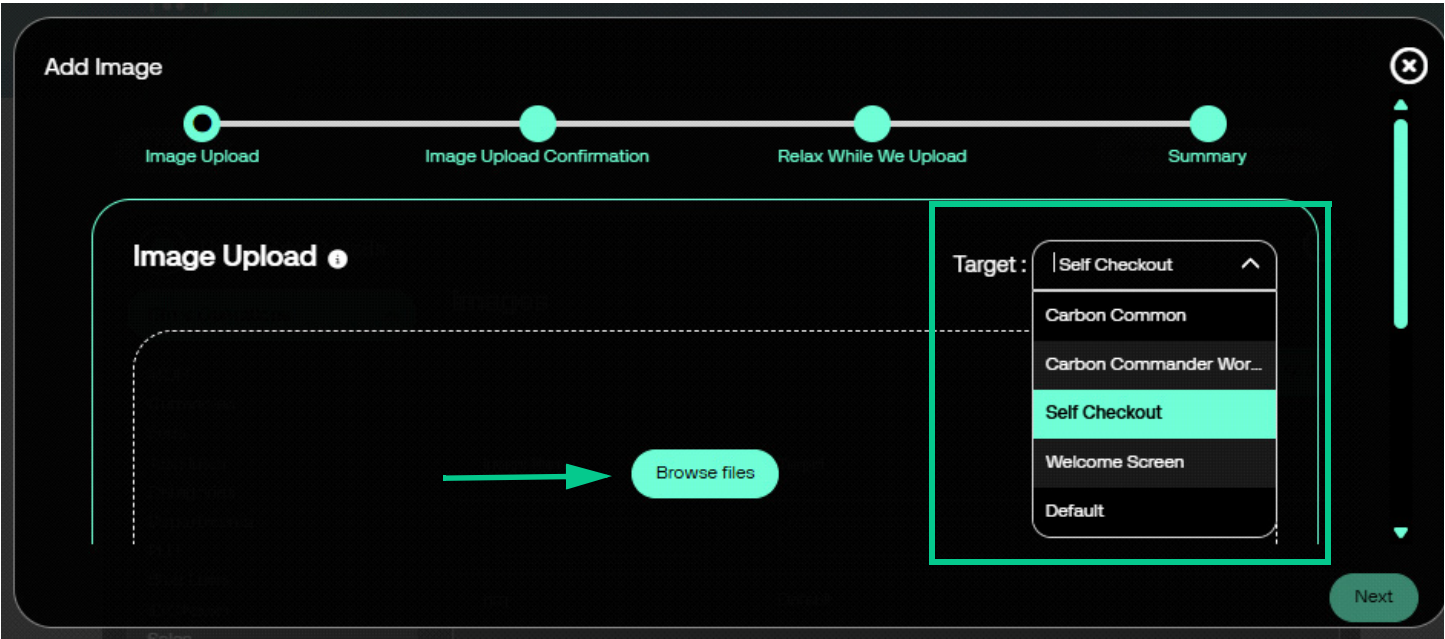 Add Image
Image Upload
Image Upload Confirmation
Relax While We Upload
Summary
Image Upload
Target :
Self Checkout
Carbon Common
Carbon Commander Wor...
Self Checkout
Welcome Screen
Default
Browse files
Next